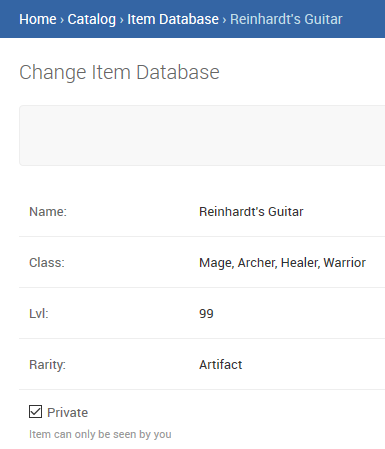 Home › Catalog › Item Database › Reinhardt's Guitar
Change Item Database
Name: Reinhardt's Guitar
Class: Mage, Archer, Healer, Warrior
Lvl: 99
Rarity: Artifact
Private
Item can only be seen by you